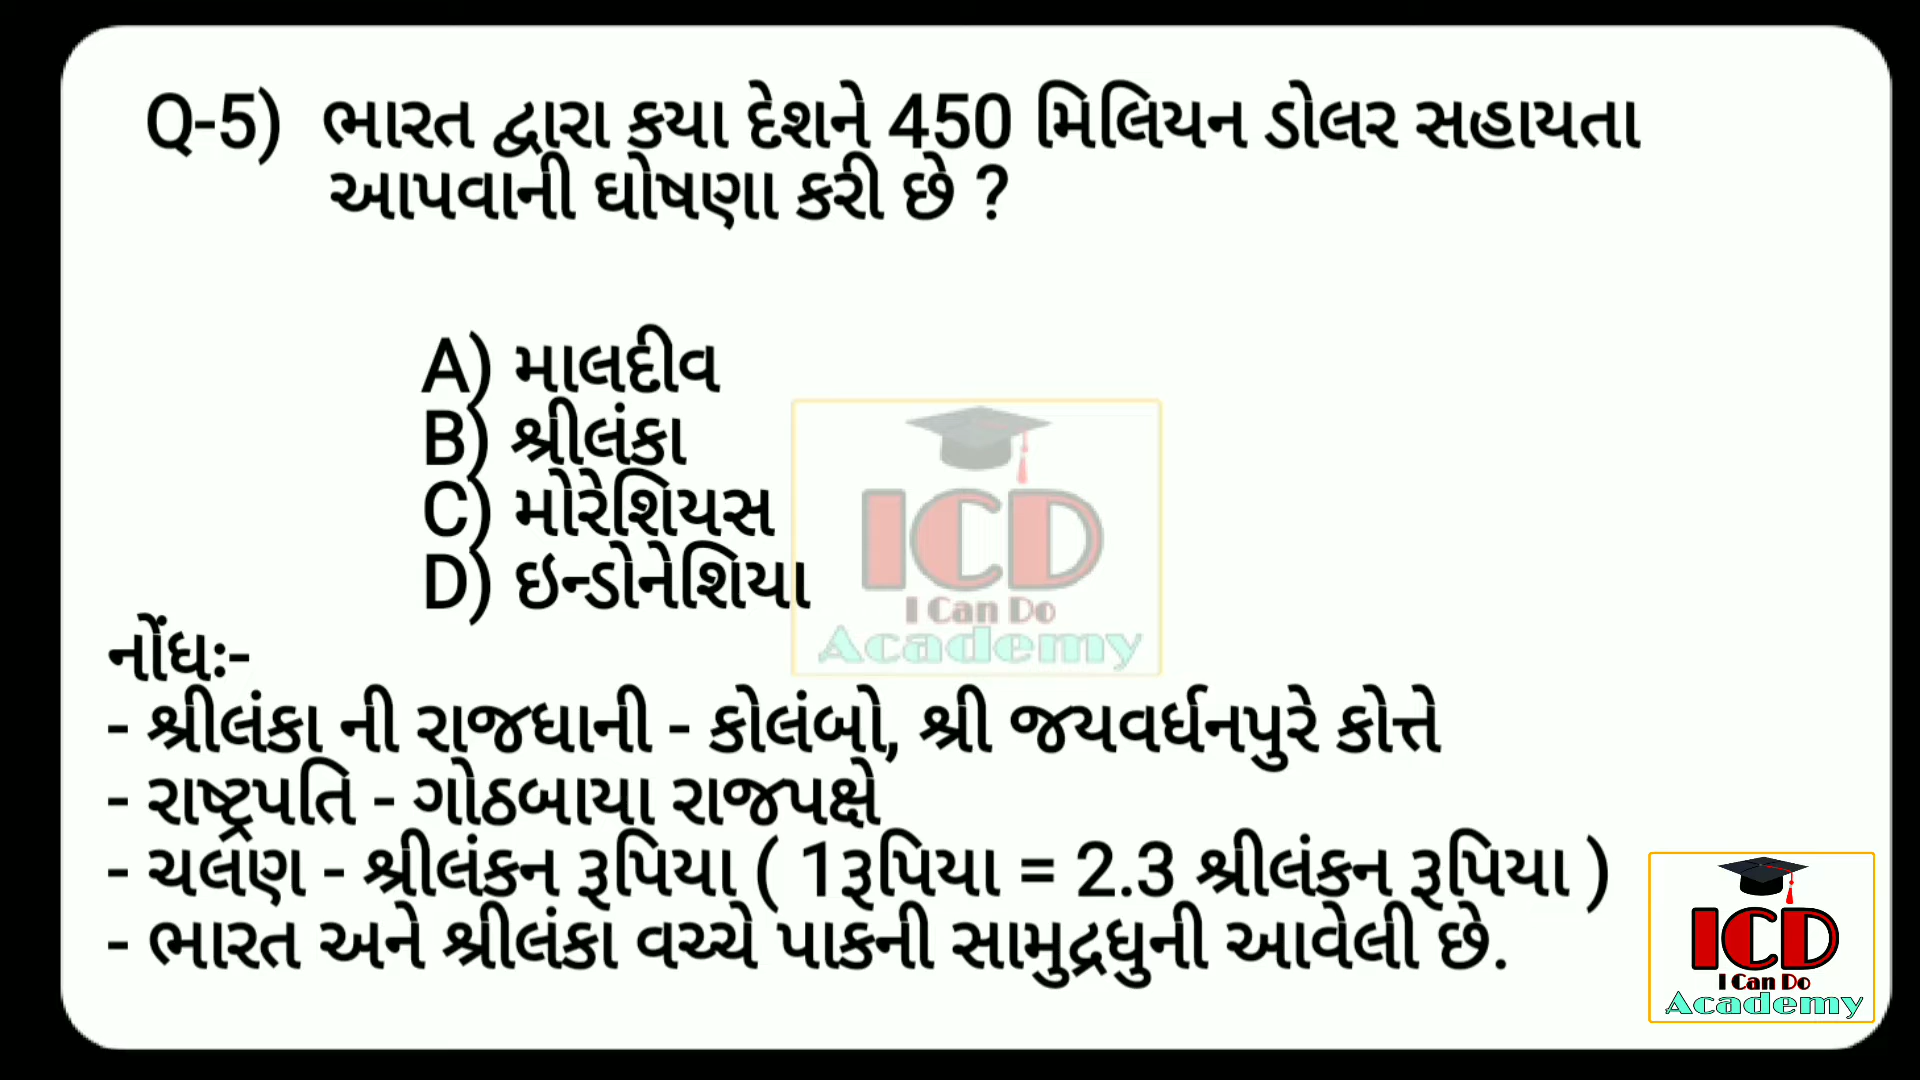 Q-5) ભારત દ્વારા કયા દેશને 450 મિલિયન ડોલર સહાયતા
આપવાની ઘોષણા કરી છે ?
A) માલદીવ
B) શ્રીલંકા
C) મોરેશિયસ
D) ઇન્ડોનેશિયા
ICD
I Can Do
Academy
નોંધઃ-
- શ્રીલંકા ની રાજધાની - કોલંબો, શ્રી જયવર્ધનપુરે કોત્તે
- રાષ્ટ્રપતિ - ગોઠબાયા રાજપક્ષે
- ચલણ - શ્રીલંકન રૂપિયા ( 1રૂપિયા = 2.3 શ્રીલંકન રૂપિયા )
- ભારત અને શ્રીલંકા વચ્ચે પાકની સામુદ્રધુની આવેલી છે.
ICD
I Can Do
Academy